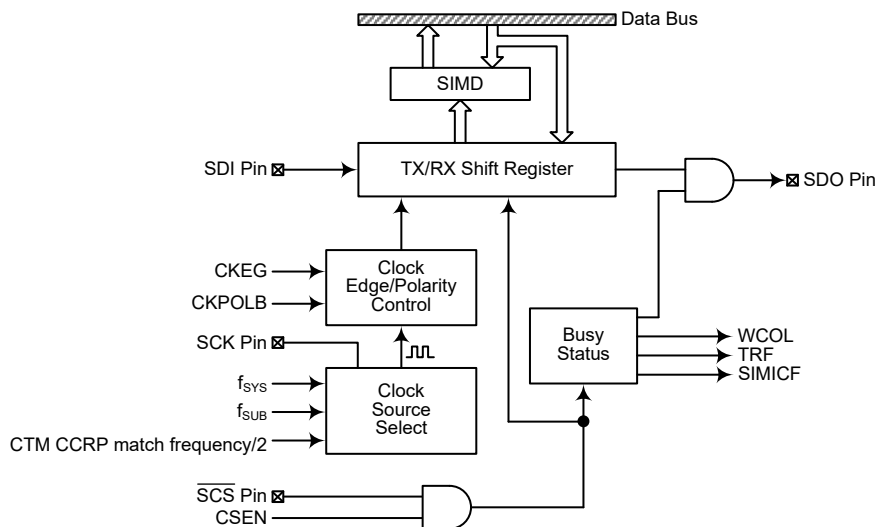 Data Bus
SIMD
SDI Pin
TX/RX Shift Register
SDO Pin
CKEG
CKPOLB
Clock
Edge/Polarity
Control
SCK Pin
Busy
Status
WCOL
TRF
SIMICF
fSYS
fSUB
CTM CCRP match frequency/2
Clock
Source
Select
SCS Pin
CSEN